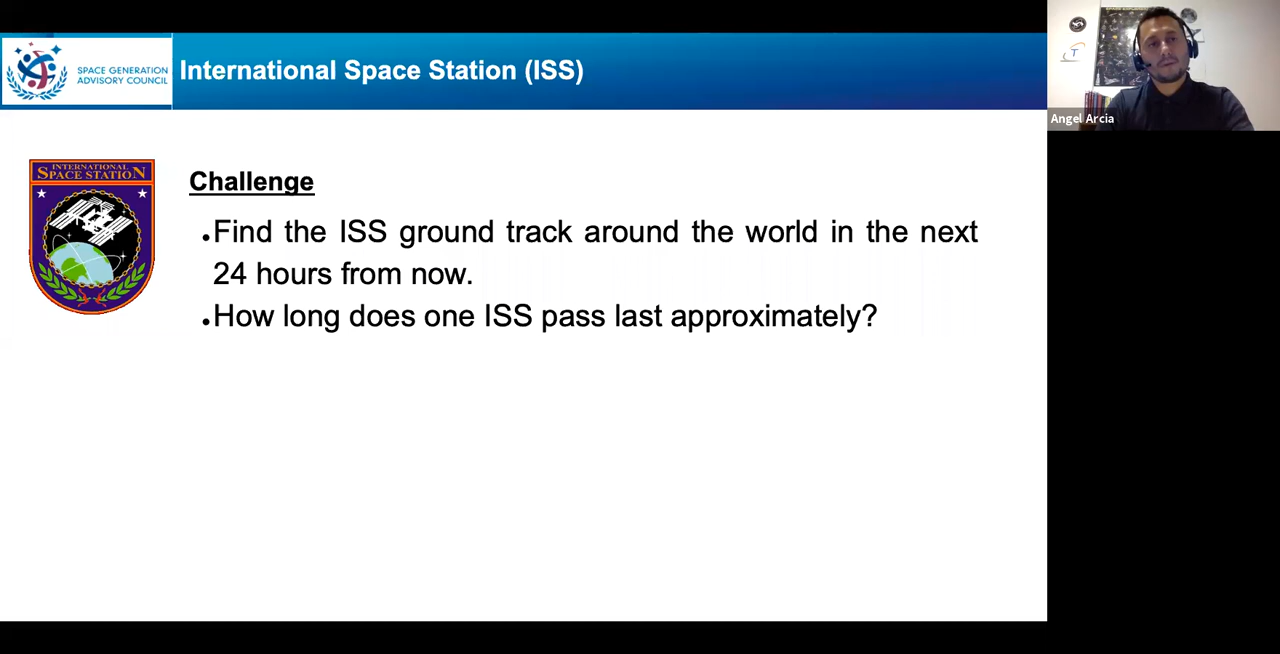 SPACE GENERATION
ADVISORY COUNCIL
International Space Station (ISS)
Angel Arcia
INTERNATIONAL
SPACE STATION
Challenge
•Find the ISS ground track around the world in the next
24 hours from now.
•How long does one ISS pass last approximately?